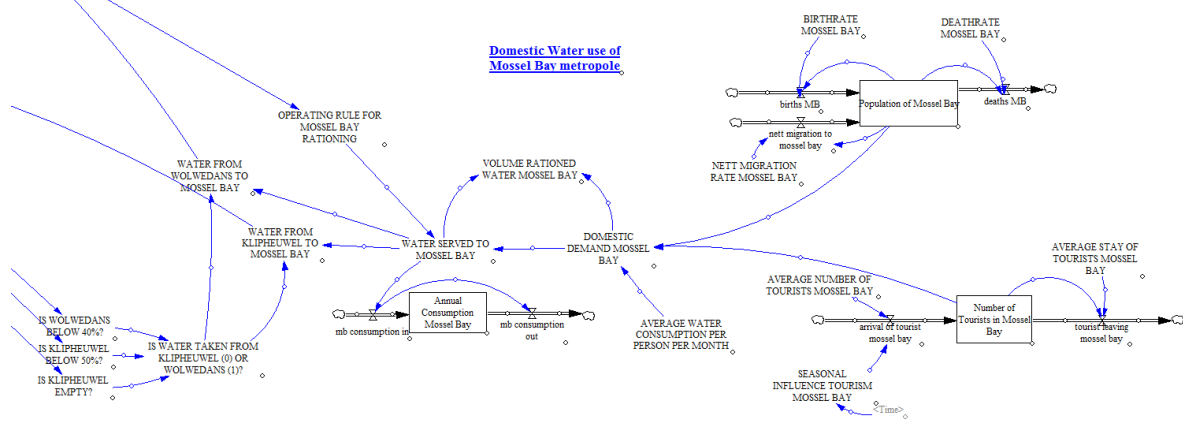 Domestic Water use of
Mossel Bay metropole
BIRTHRATE
MOSSEL BAY
DEATHRATE
MOSSEL BAY
births MB
Population of Mossel Bay
deaths MB
nett migration to
mossel bay
NETT MIGRATION
RATE MOSSEL BAY
OPERATING RULE FOR
MOSSEL BAY
RATIONING
WATER FROM
WOLWEDANS TO
MOSSEL BAY
VOLUME RATIONED
WATER MOSSEL BAY
WATER FROM
KLIPHEUWEL TO
MOSSEL BAY
WATER SERVED TO
MOSSEL BAY
DOMESTIC
DEMAND MOSSEL
BAY
AVERAGE STAY OF
TOURISTS MOSSEL
BAY
AVERAGE NUMBER OF
TOURISTS MOSSEL BAY
Annual
Consumption
Mossel Bay
mb consumption in
mb consumption
out
Number of
Tourists in Mossel
Bay
arrival of tourist
mossel bay
tourist leaving
mossel bay
AVERAGE WATER
CONSUMPTION PER
PERSON PER MONTH
IS WOLWEDANS
BELOW 40%?
IS KLIPHEUWEL
BELOW 50%?
IS KLIPHEUWEL
EMPTY?
IS WATER TAKEN FROM
KLIPHEUWEL (0) OR
WOLWEDANS (1)?
SEASONAL
INFLUENCE TOURISM
MOSSEL BAY
<Time>